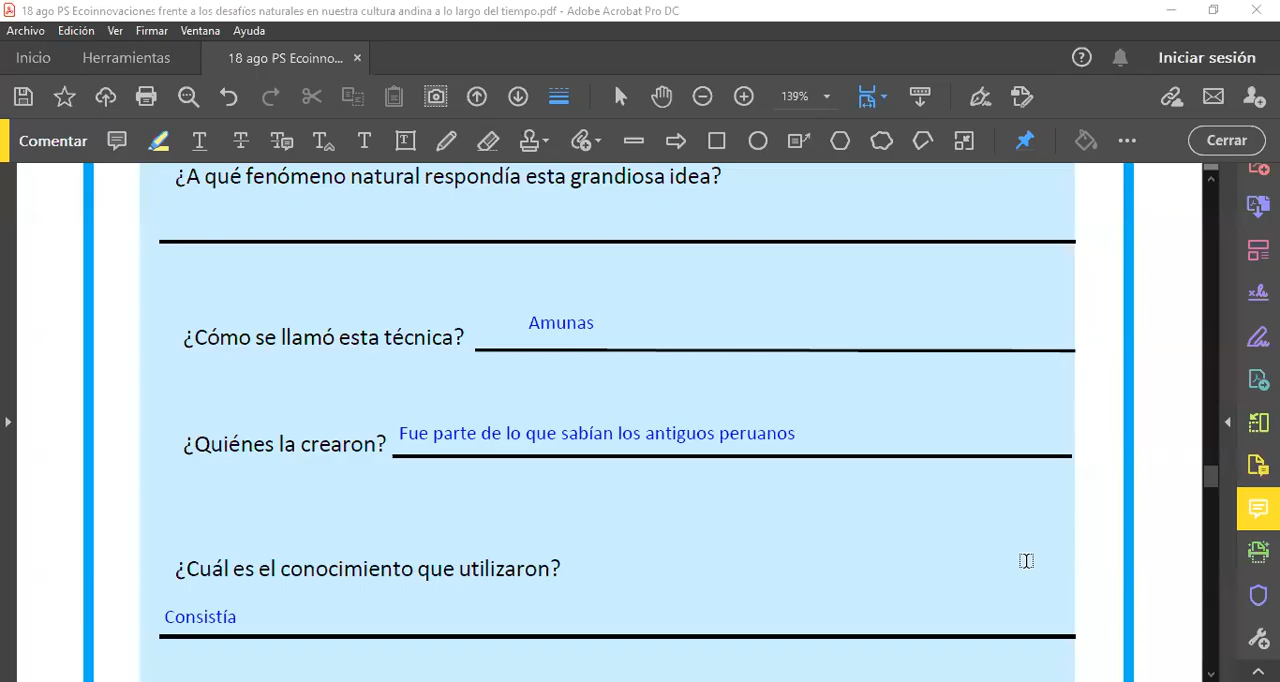 18 ago PS Ecoinnovaciones frente a los desafíos naturales en nuestra cultura andina a lo largo del tiempo.pdf - Adobe Acrobat Pro DC
Archivo Edición Ver Firmar Ventana Ayuda
Inicio Herramientas 18 ago PS Ecoinno... × Iniciar sesión
139%
Comentar Cerrar
¿A qué fenómeno natural respondía esta grandiosa idea?
¿Cómo se llamó esta técnica? Amunas
¿Quiénes la crearon? Fue parte de lo que sabían los antiguos peruanos
¿Cuál es el conocimiento que utilizaron?
Consistía